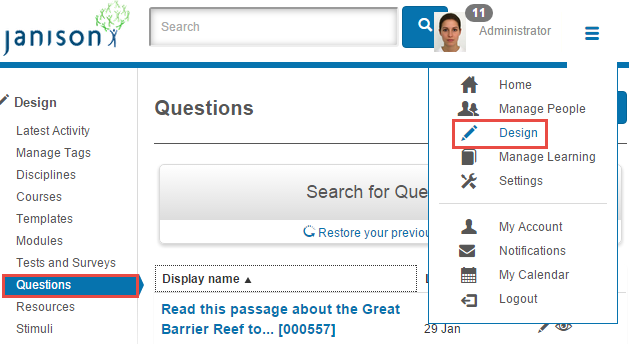 janison
Search
11
Administrator
Design
Latest Activity
Manage Tags
Disciplines
Courses
Templates
Modules
Tests and Surveys
Questions
Resources
Stimuli
Questions
Search for Que
Restore your previou
Display name ▲
Read this passage about the Great
Barrier Reef to... [000557]
29 Jan
Home
Manage People
Design
Manage Learning
Settings
My Account
Notifications
My Calendar
Logout